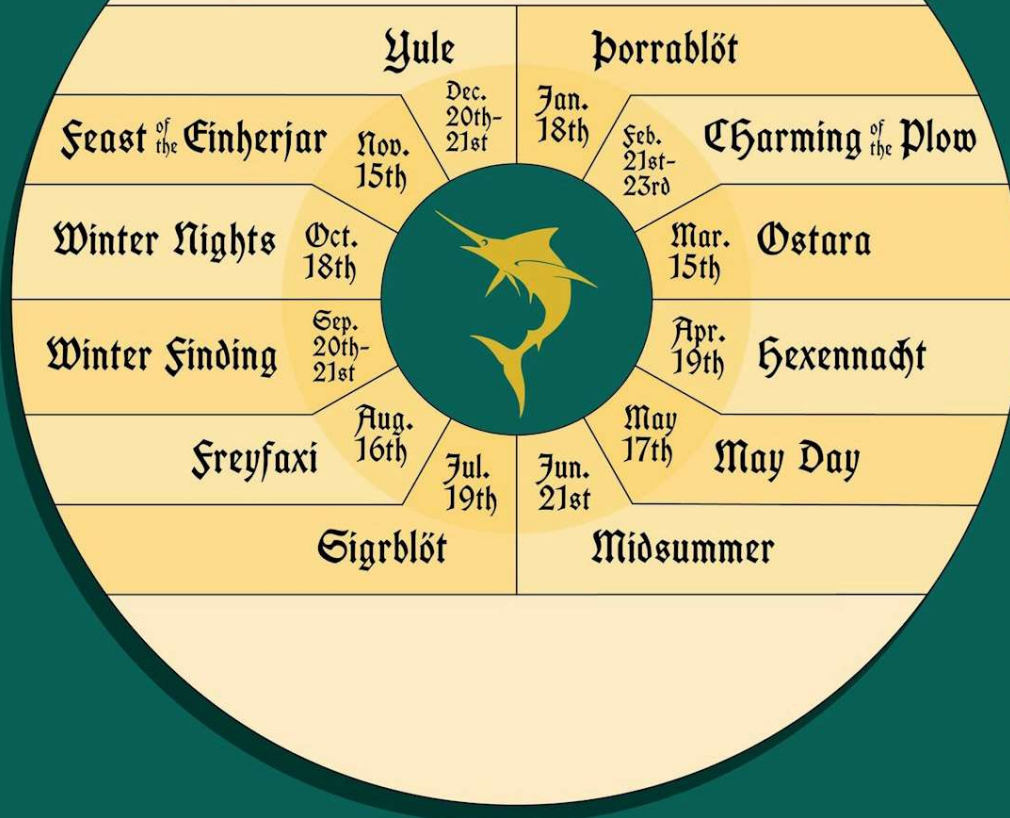 Yule
Dec.
20th-
21st
Þorrablöt
Jan.
18th
Feb.
21st-
23rd
CHarming of the Plow
Mar.
15th
Ostara
Apr.
19th
Hexennacht
May
17th
May Day
Jun.
21st
Midsummer
Jul.
19th
Sigrblöt
Aug.
16th
Freyfaxi
Sep.
20th-
21st
Winter Finding
Oct.
18th
Winter Nights
Nov.
15th
Feast of the Einherjar